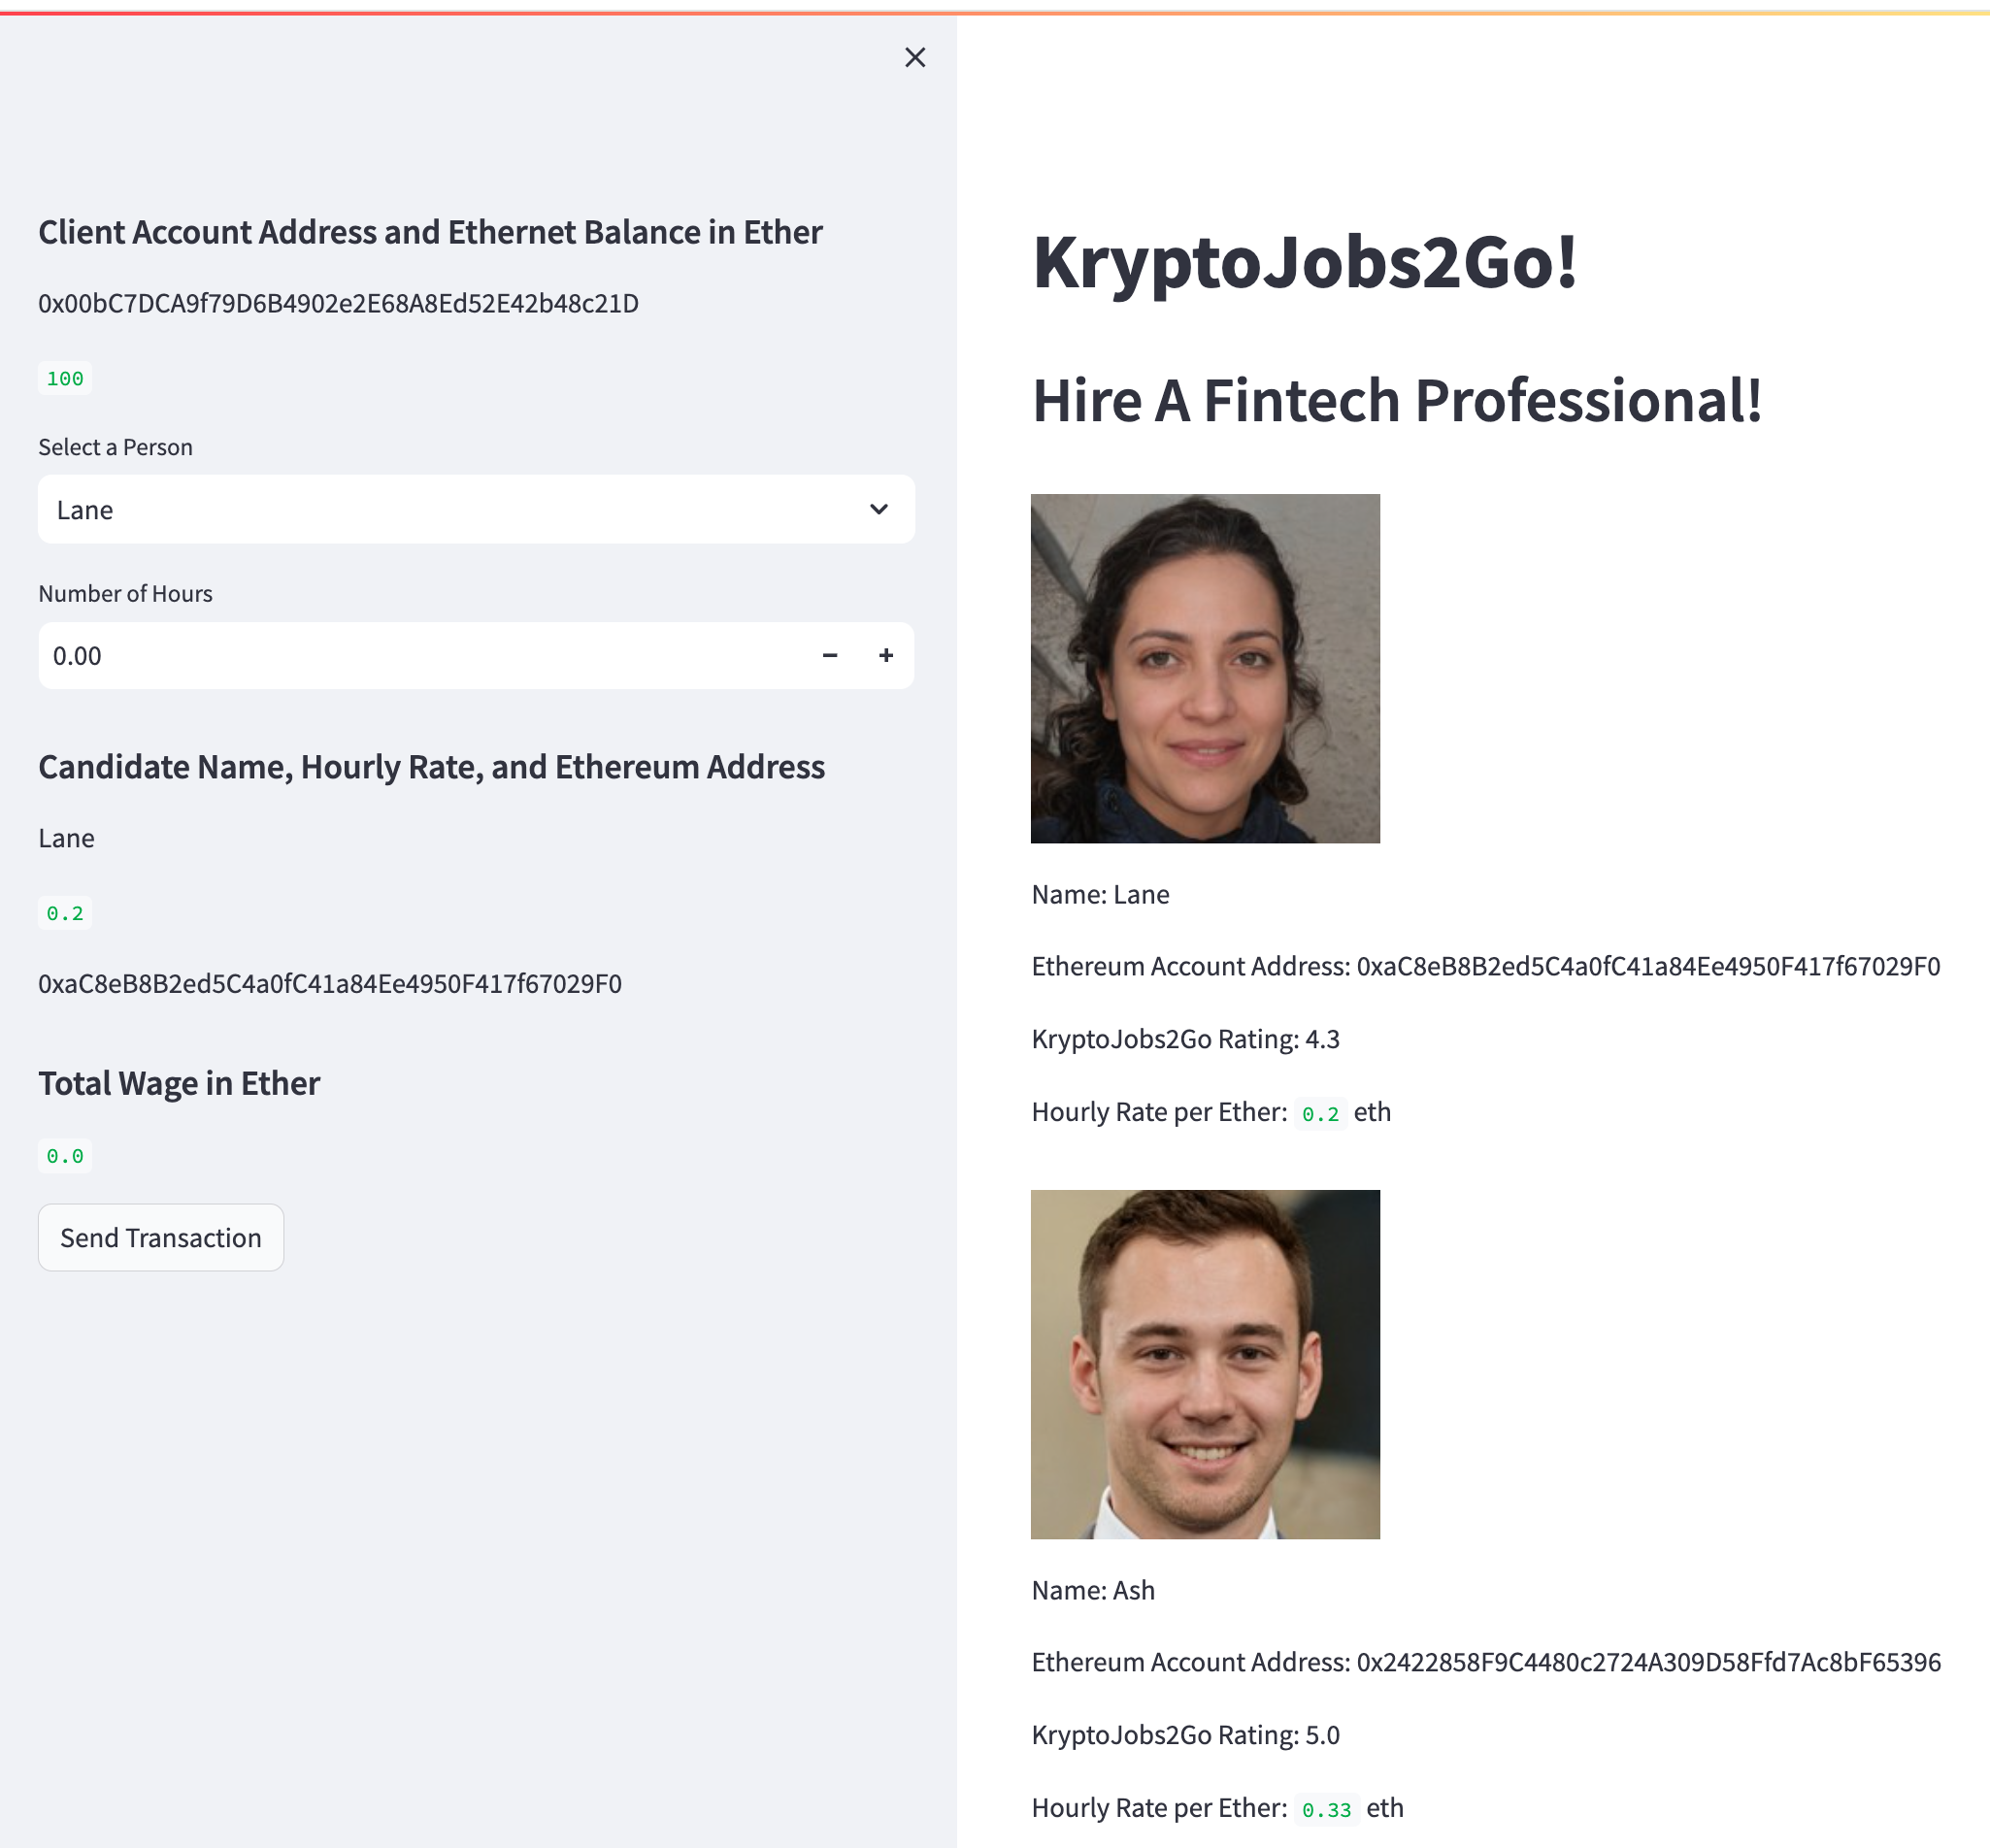 Client Account Address and Ethernet Balance in Ether
0x00bC7DCA9f79D6B4902e2E68A8Ed52E42b48c21D
100
Select a Person
Lane
Number of Hours
0.00
Candidate Name, Hourly Rate, and Ethereum Address
Lane
0.2
0xaC8eB8B2ed5C4a0fC41a84Ee4950F417f67029F0
Total Wage in Ether
0.0
Send Transaction
KryptoJobs2Go!
Hire A Fintech Professional!
Name: Lane
Ethereum Account Address: 0xaC8eB8B2ed5C4a0fC41a84Ee4950F417f67029F0
KryptoJobs2Go Rating: 4.3
Hourly Rate per Ether: 0.2 eth
Name: Ash
Ethereum Account Address: 0x2422858F9C4480c2724A309D58Ffd7Ac8bF65396
KryptoJobs2Go Rating: 5.0
Hourly Rate per Ether: 0.33 eth